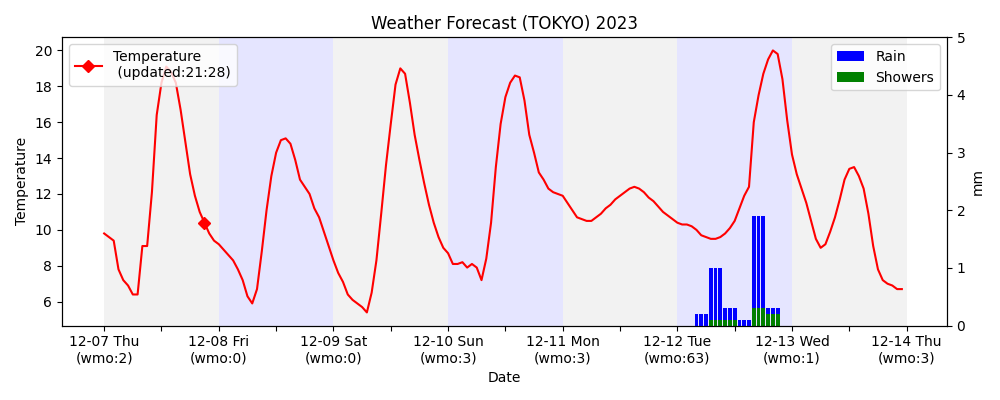 Weather Forecast (TOKYO) 2023
Temperature
(updated:21:28)
Rain
Showers
Temperature
20
18
16
14
12
10
8
6
5
4
3
2
1
0
mm
12-07 Thu 12-08 Fri 12-09 Sat 12-10 Sun 12-11 Mon 12-12 Tue 12-13 Wed 12-14 Thu
(wmo:2) (wmo:0) (wmo:0) (wmo:3) (wmo:3) (wmo:63) (wmo:1) (wmo:3)
Date